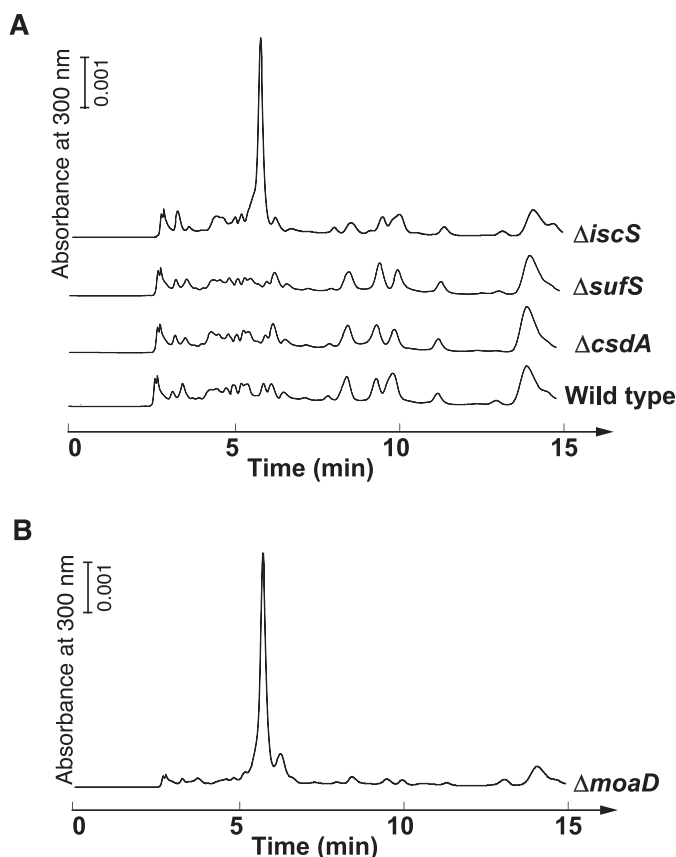 A
Absorbance at 300 nm
0.001
ΔiscS
ΔsufS
ΔcsdA
Wild type
0 5 10 15
Time (min)
B
Absorbance at 300 nm
0.001
ΔmoaD
0 5 10 15
Time (min)